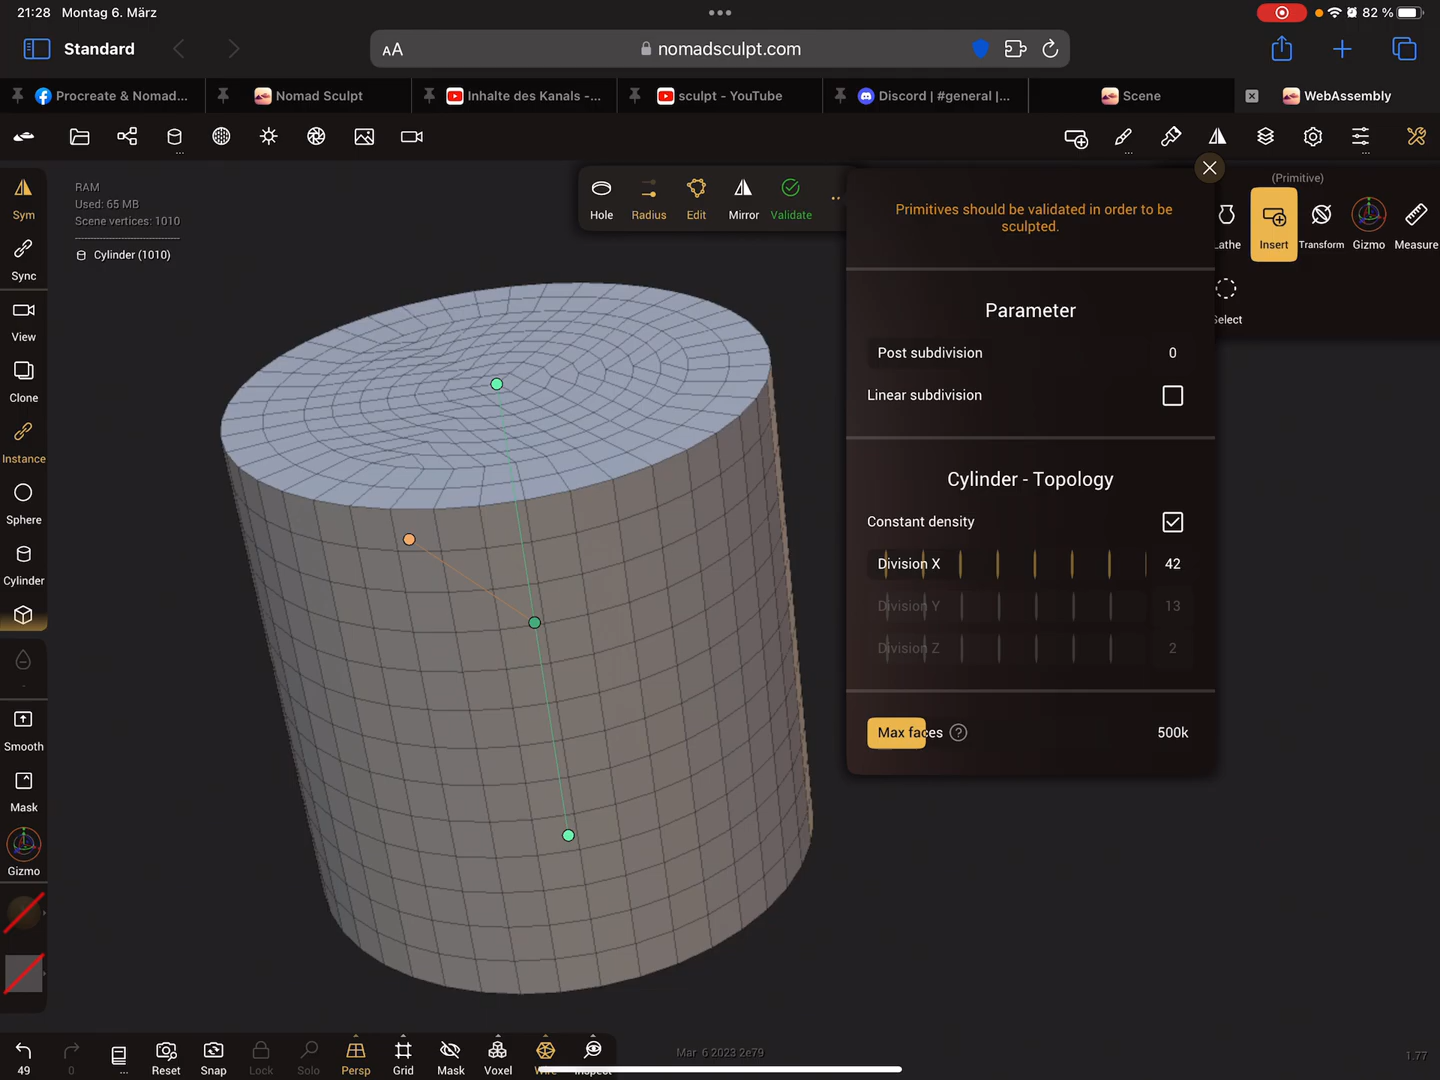 21:28 Montag 6. März
82 %
Standard
AA
nomadsculpt.com
Procreate & Nomad...
Nomad Sculpt
Inhalte des Kanals -...
sculpt - YouTube
Discord | #general |...
Scene
WebAssembly
RAM
Used: 65 MB
Scene vertices: 1010
Cylinder (1010)
Sym
Sync
View
Clone
Instance
Sphere
Cylinder
Smooth
Mask
Gizmo
Hole
Radius
Edit
Mirror
Validate
Primitives should be validated in order to be
sculpted.
Parameter
Post subdivision 0
Linear subdivision
Cylinder - Topology
Constant density
Division X 42
Division Y 13
Division Z 2
Max faces ? 500k
(Primitive)
Lathe
Insert
Transform
Gizmo
Measure
Select
49
0
Reset
Snap
Lock
Solo
Persp
Grid
Mask
Voxel
Mar 6 2023 2e79
1.77